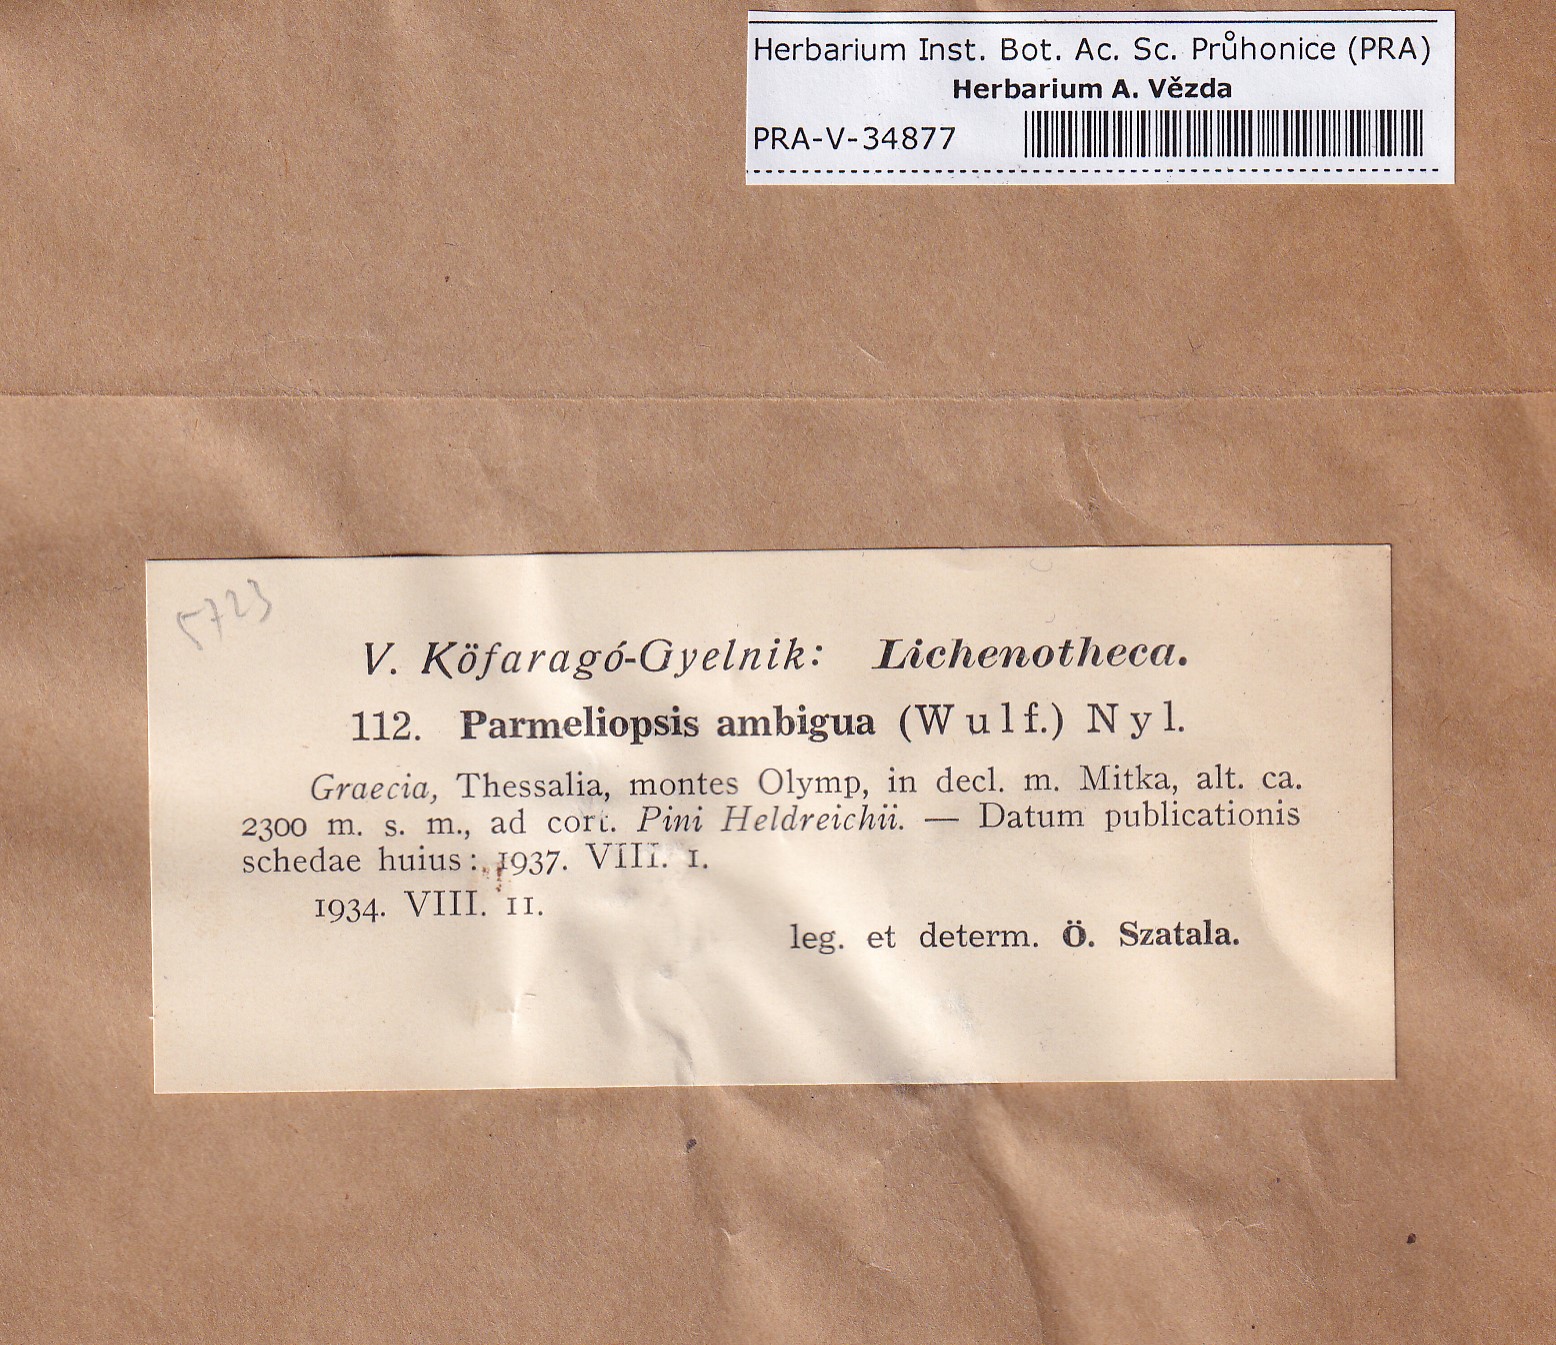 Herbarium Inst. Bot. Ac. Sc. Průhonice (PRA)
Herbarium A. Vězda
PRA-V-34877
5723
V. Köfaragó-Gyelnik: Lichenotheca.
112. Parmeliopsis ambigua (Wulf.) Nyl.
Graecia, Thessalia, montes Olymp, in decl. m. Mitka, alt. ca.
2300 m. s. m., ad cort. Pini Heldreichii. — Datum publicationis
schedae huius: 1937. VIII. 1.
1934. VIII. 11.
leg. et determ. Ö. Szatala.